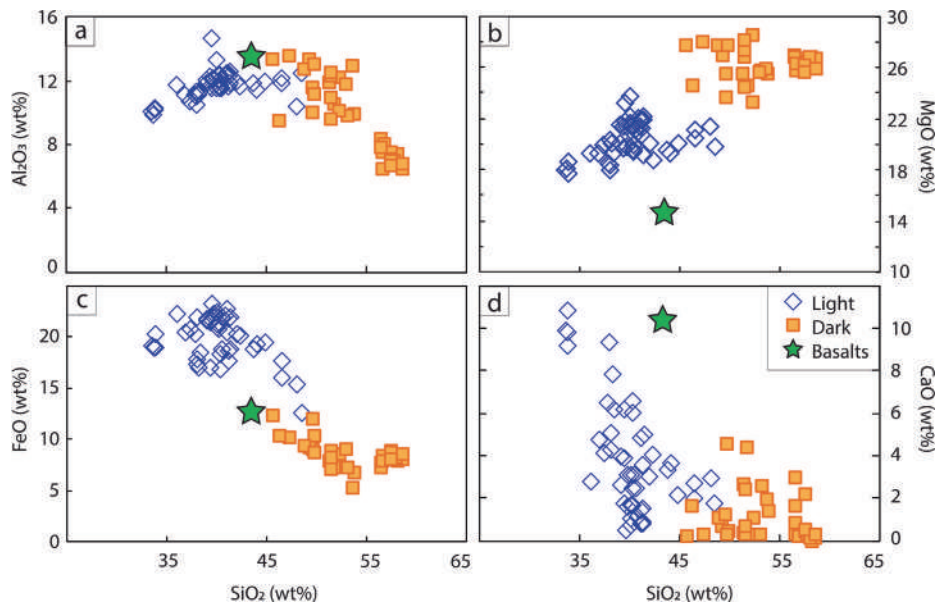 a
16
12
8
4
0
Al₂O₃ (wt%)
b
30
26
22
18
14
10
MgO (wt%)
c
20
15
10
5
0
FeO (wt%)
35
45
55
65
SiO₂ (wt%)
d
Light
Dark
Basalts
10
8
6
4
2
0
CaO (wt%)
35
45
55
65
SiO₂ (wt%)